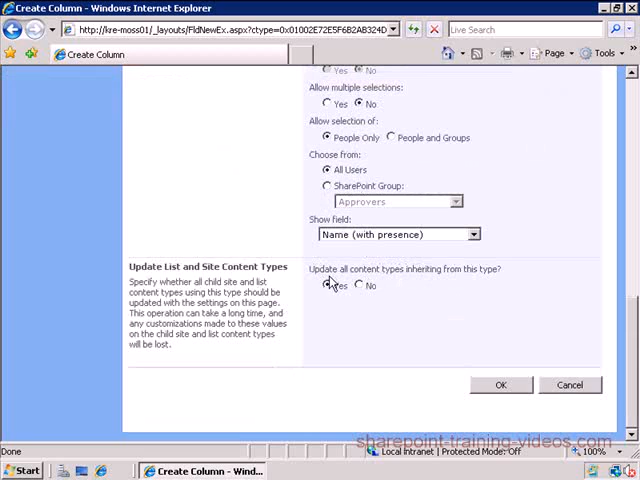 Create Column - Windows Internet Explorer
http://kre-moss01/_layouts/FldNewEx.aspx?ctype=0x01002E72E5F6B2AB324D
Live Search
Create Column
Page
Tools
Yes No
Allow multiple selections:
Yes No
Allow selection of:
People Only People and Groups
Choose from:
All Users
SharePoint Group:
Approvers
Show field:
Name (with presence)
Update List and Site Content Types
Specify whether all child site and list
content types using this type should be
updated with the settings on this page.
This operation can take a long time, and
any customizations made to these values
on the child site and list content types
will be lost.
Update all content types inheriting from this type?
Yes No
OK Cancel
sharepoint-training-videos.com
Done
Local Intranet | Protected Mode: Off
100%
Start
Create Column - Wind...